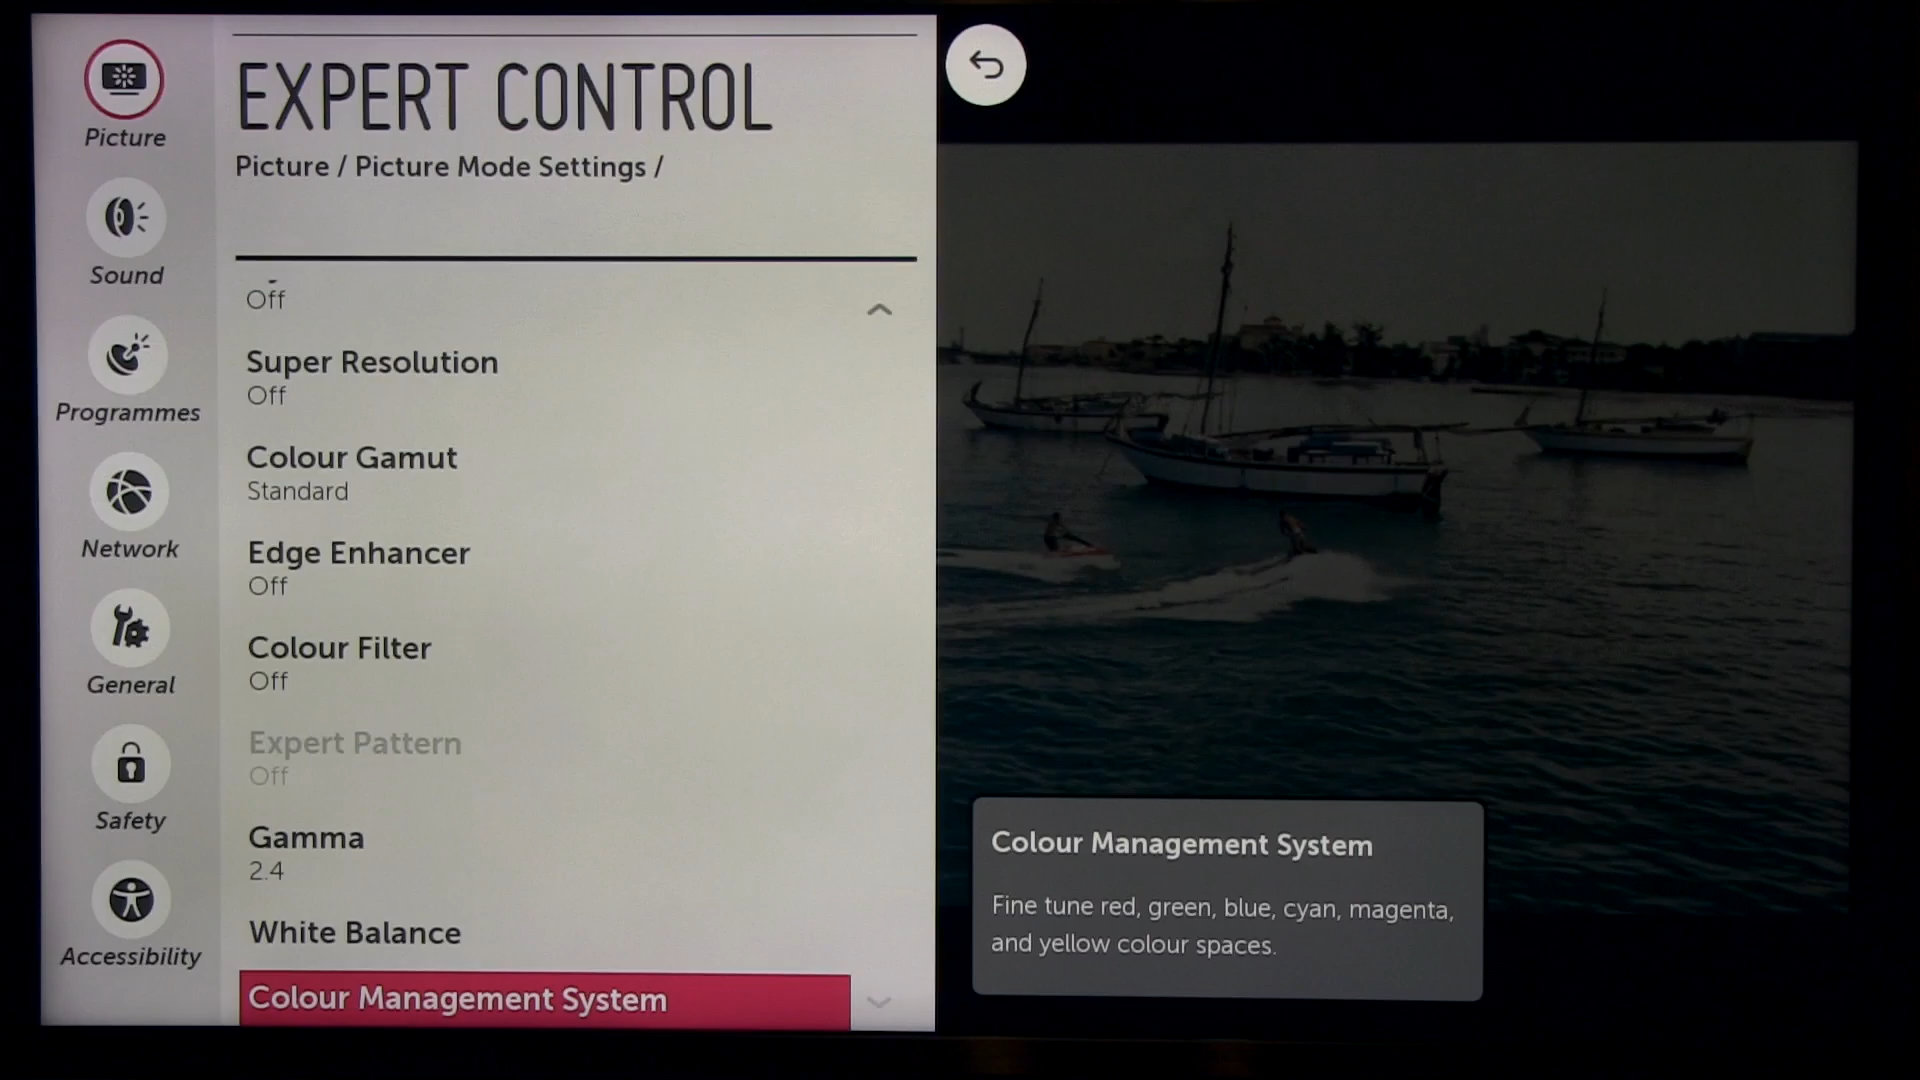 Picture
Sound
Programmes
Network
General
Safety
Accessibility
EXPERT CONTROL
Picture / Picture Mode Settings /
Off
Super Resolution
Off
Colour Gamut
Standard
Edge Enhancer
Off
Colour Filter
Off
Expert Pattern
Off
Gamma
2.4
White Balance
Colour Management System
Colour Management System
Fine tune red, green, blue, cyan, magenta,
and yellow colour spaces.